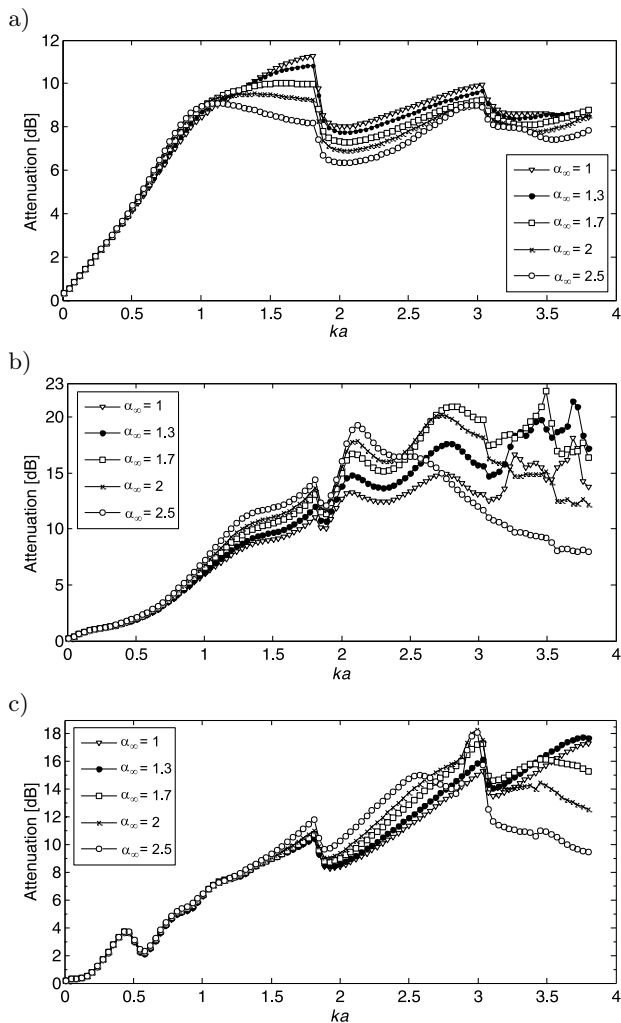 a)
12
10
8
6
4
2
0
Attenuation [dB]
α∞ = 1
α∞ = 1.3
α∞ = 1.7
α∞ = 2
α∞ = 2.5
0 0.5 1 1.5 2 2.5 3 3.5 4
ka
b)
23
20
15
10
5
0
Attenuation [dB]
α∞ = 1
α∞ = 1.3
α∞ = 1.7
α∞ = 2
α∞ = 2.5
0 0.5 1 1.5 2 2.5 3 3.5 4
ka
c)
18
16
14
12
10
8
6
4
2
0
Attenuation [dB]
α∞ = 1
α∞ = 1.3
α∞ = 1.7
α∞ = 2
α∞ = 2.5
0 0.5 1 1.5 2 2.5 3 3.5 4
ka